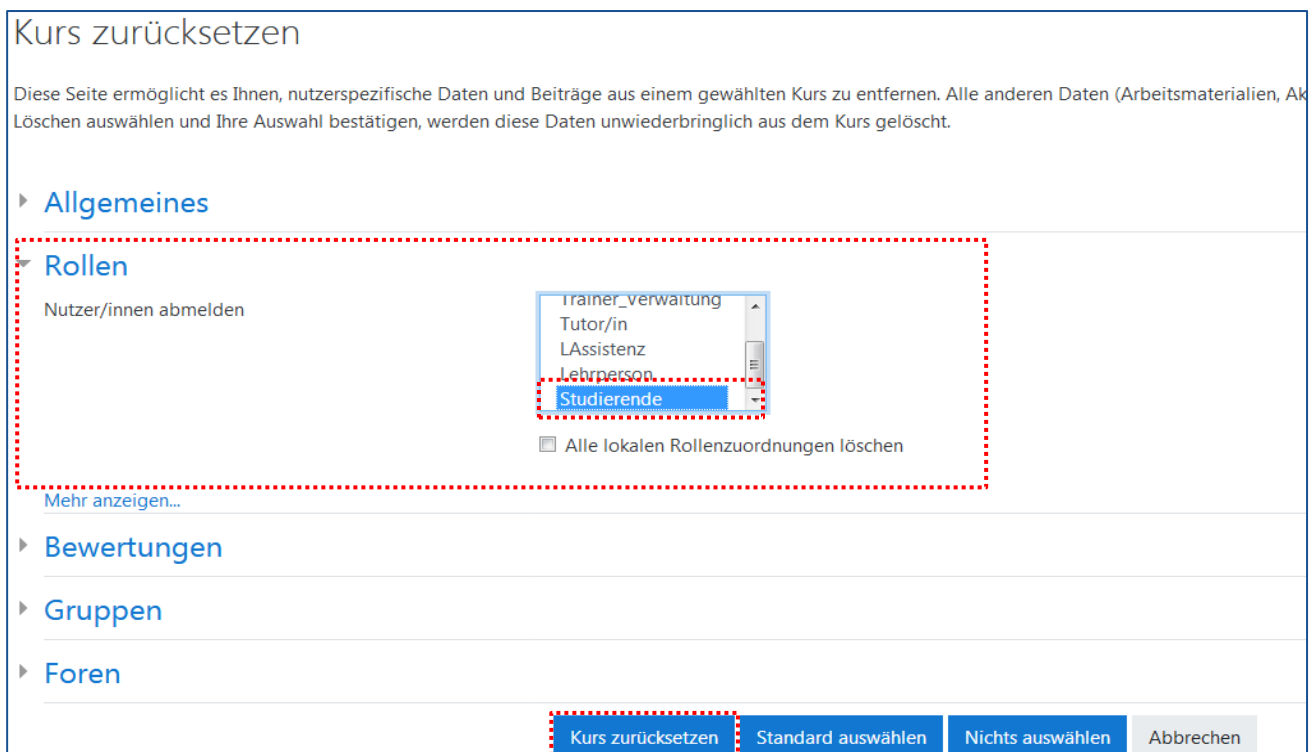 Kurs zurücksetzen
Diese Seite ermöglicht es Ihnen, nutzerspezifische Daten und Beiträge aus einem gewählten Kurs zu entfernen. Alle anderen Daten (Arbeitsmaterialien, Ak
Löschen auswählen und Ihre Auswahl bestätigen, werden diese Daten unwiederbringlich aus dem Kurs gelöscht.
Allgemeines
Rollen
Nutzer/innen abmelden
Trainer_Verwaltung
Tutor/in
LAssistenz
Lehrperson
Studierende
Alle lokalen Rollenzuordnungen löschen
Mehr anzeigen...
Bewertungen
Gruppen
Foren
Kurs zurücksetzen Standard auswählen Nichts auswählen Abbrechen